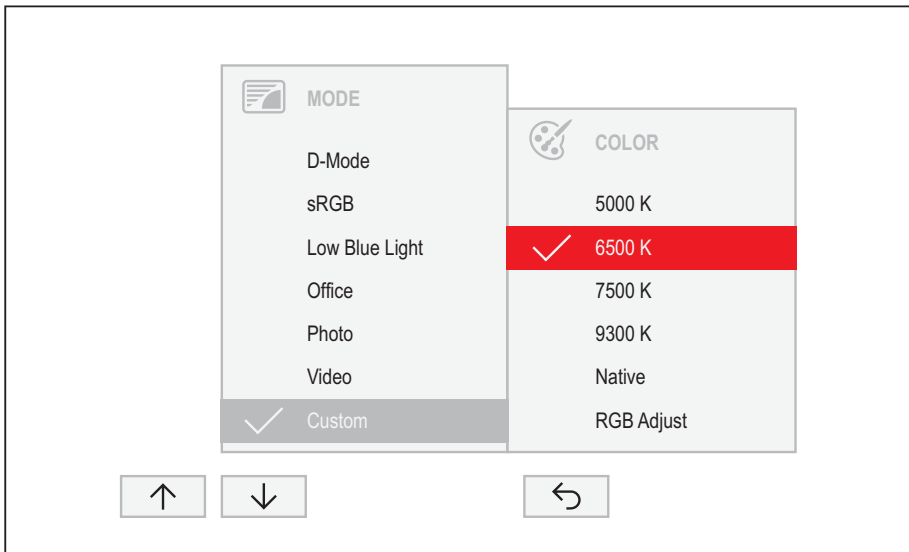 MODE
D-Mode
sRGB
Low Blue Light
Office
Photo
Video
Custom
COLOR
5000 K
6500 K
7500 K
9300 K
Native
RGB Adjust